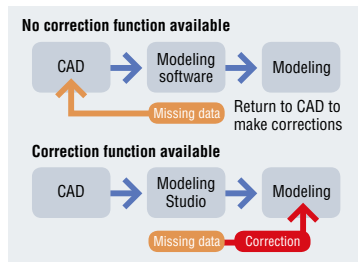 No correction function available
CAD
Modeling
software
Modeling
Missing data
Return to CAD to
make corrections
Correction function available
CAD
Modeling
Studio
Modeling
Missing data
Correction